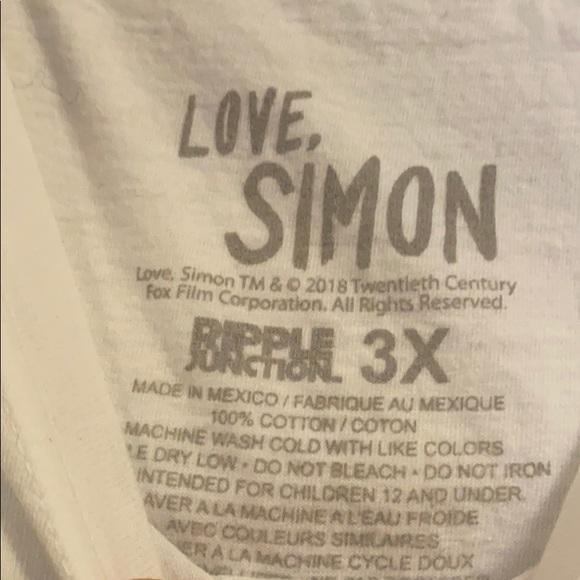 LOVE,
SIMON
Love, Simon TM & © 2018 Twentieth Century
Fox Film Corporation. All Rights Reserved.
RIPPLE
JUNCTION
3X
MADE IN MEXICO / FABRIQUE AU MEXIQUE
100% COTTON / COTON
MACHINE WASH COLD WITH LIKE COLORS
LE DRY LOW • DO NOT BLEACH • DO NOT IRON
INTENDED FOR CHILDREN 12 AND UNDER.
AVER A LA MACHINE A L'EAU FROIDE
AVEC COULEURS SIMILAIRES
ER A LA MACHINE CYCLE DOUX